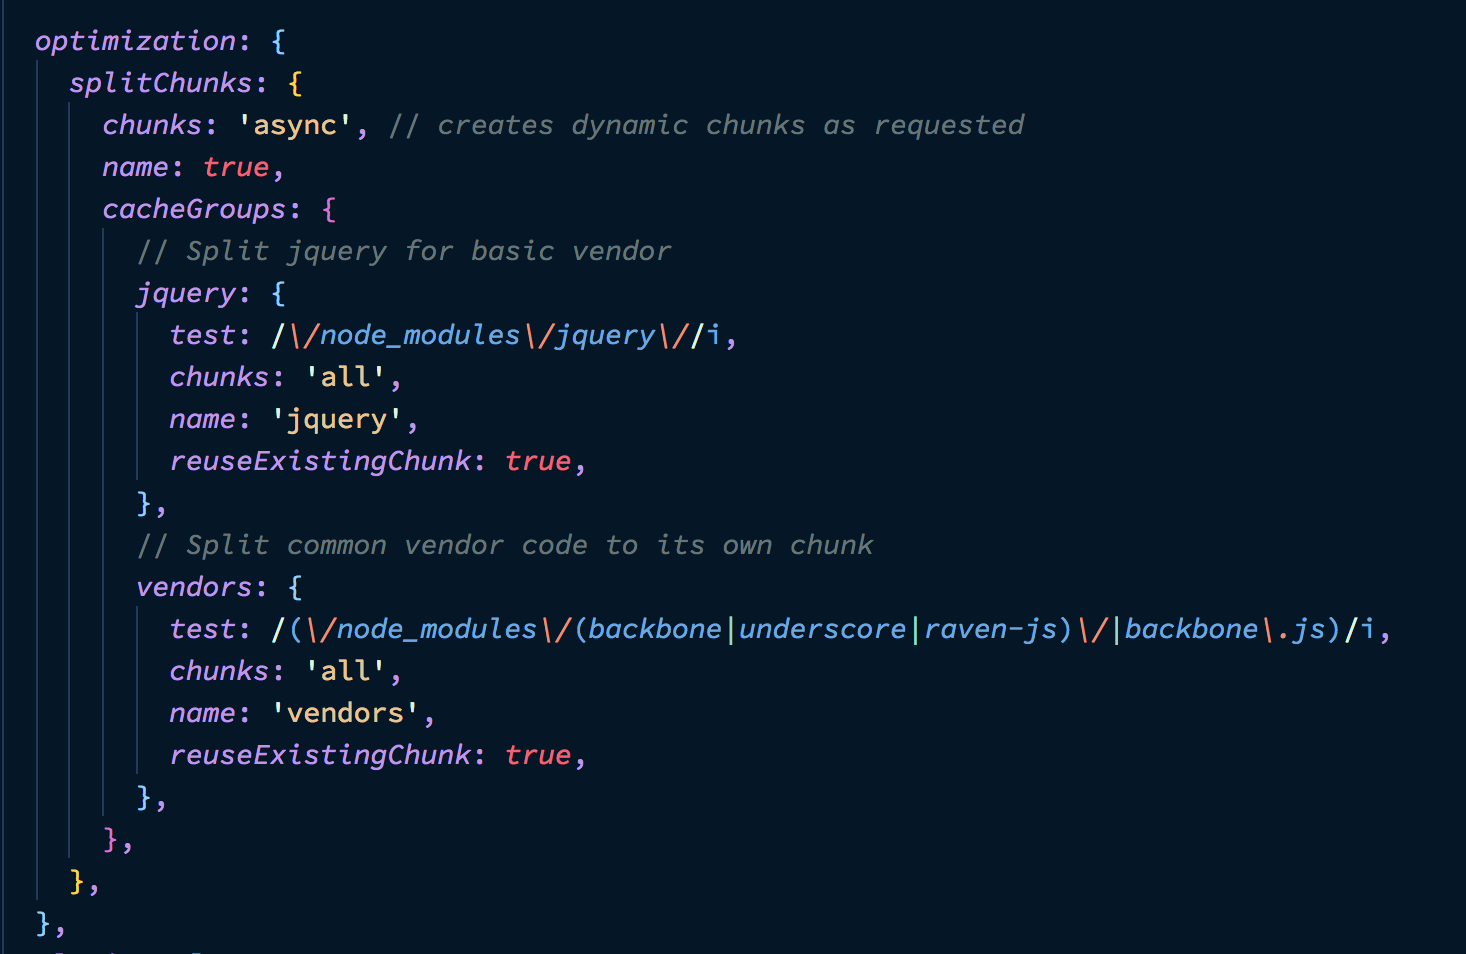 optimization: {
splitChunks: {
chunks: 'async', // creates dynamic chunks as requested
name: true,
cacheGroups: {
// Split jquery for basic vendor
jquery: {
test: /\/node_modules\/jquery\//i,
chunks: 'all',
name: 'jquery',
reuseExistingChunk: true,
},
// Split common vendor code to its own chunk
vendors: {
test: /(\/node_modules\/(backbone|underscore|raven-js)\/|backbone\.js)/i,
chunks: 'all',
name: 'vendors',
reuseExistingChunk: true,
},
},
},
},